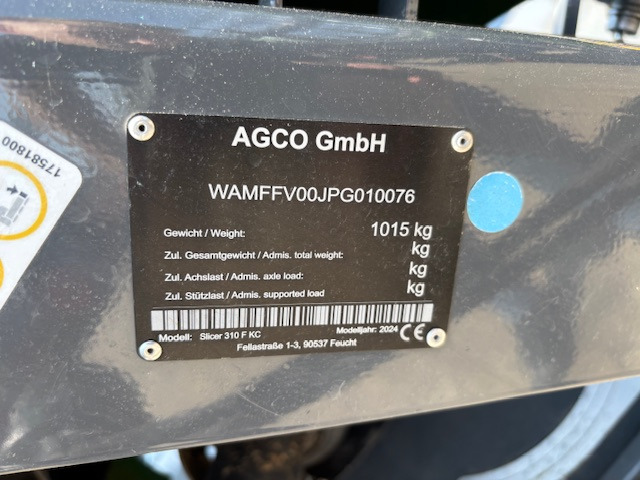 AGCO GmbH
WAMFFV00JPG010076
Gewicht / Weight: 1015 kg
Zul. Gesamtgewicht / Admis. total weight: kg
Zul. Achslast / Admis. axle load: kg
Zul. Stützlast / Admis. supported load kg
Modell: Slicer 310 F KC Modelljahr: 2024 CE
Fellastraße 1-3, 90537 Feucht
17581800